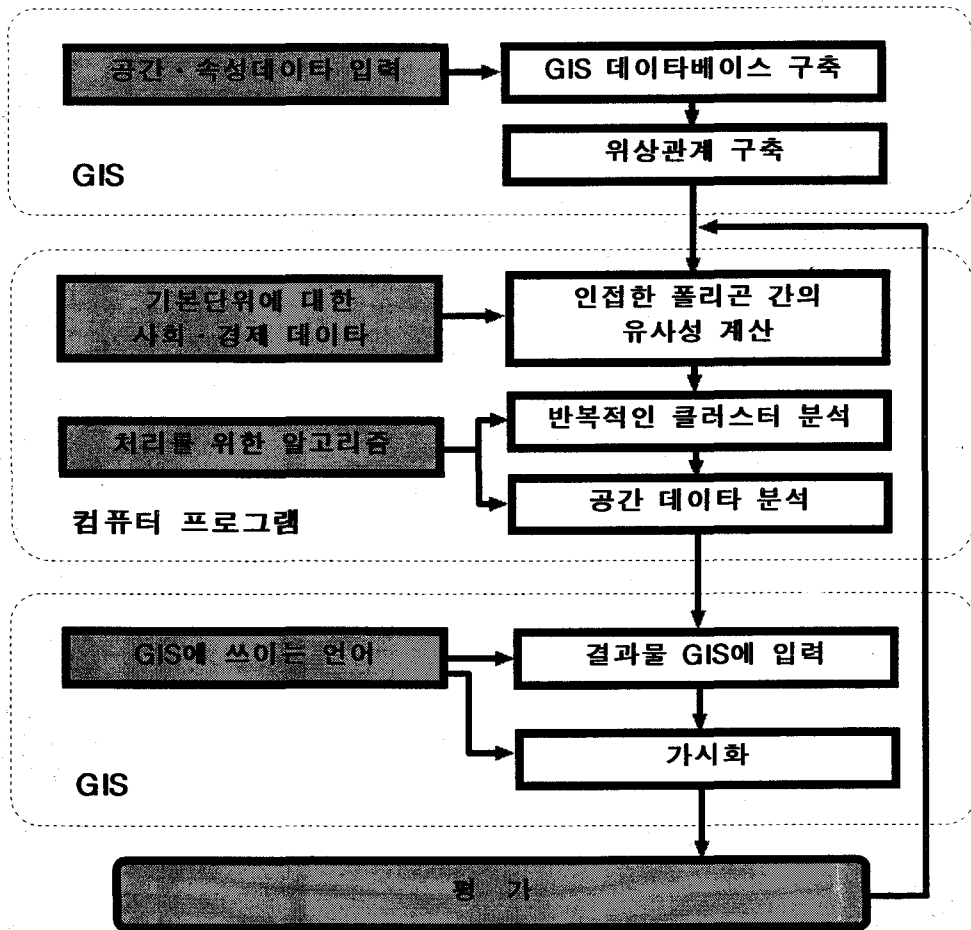 공간·속성데이타 입력
GIS 데이타베이스 구축
위상관계 구축
GIS
기본단위에 대한
사회·경제 데이타
인접한 폴리곤 간의
유사성 계산
반복적인 클러스터 분석
처리를 위한 알고리즘
공간 데이타 분석
컴퓨터 프로그램
GIS에 쓰이는 언어
결과물 GIS에 입력
가시화
GIS
평 가